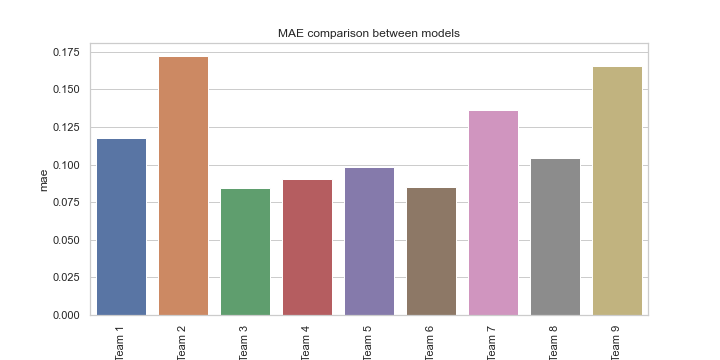 MAE comparison between models
mae
0.175
0.150
0.125
0.100
0.075
0.050
0.025
0.000
Team 1
Team 2
Team 3
Team 4
Team 5
Team 6
Team 7
Team 8
Team 9